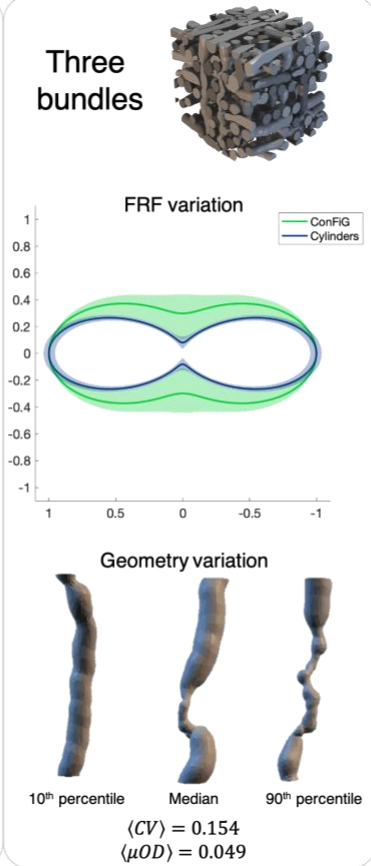 Three
bundles
FRF variation
ConFiG
Cylinders
1
0.8
0.6
0.4
0.2
0
-0.2
-0.4
-0.6
-0.8
-1
1 0.5 0 -0.5 -1
Geometry variation
10th percentile Median 90th percentile
⟨CV⟩ = 0.154
⟨μOD⟩ = 0.049